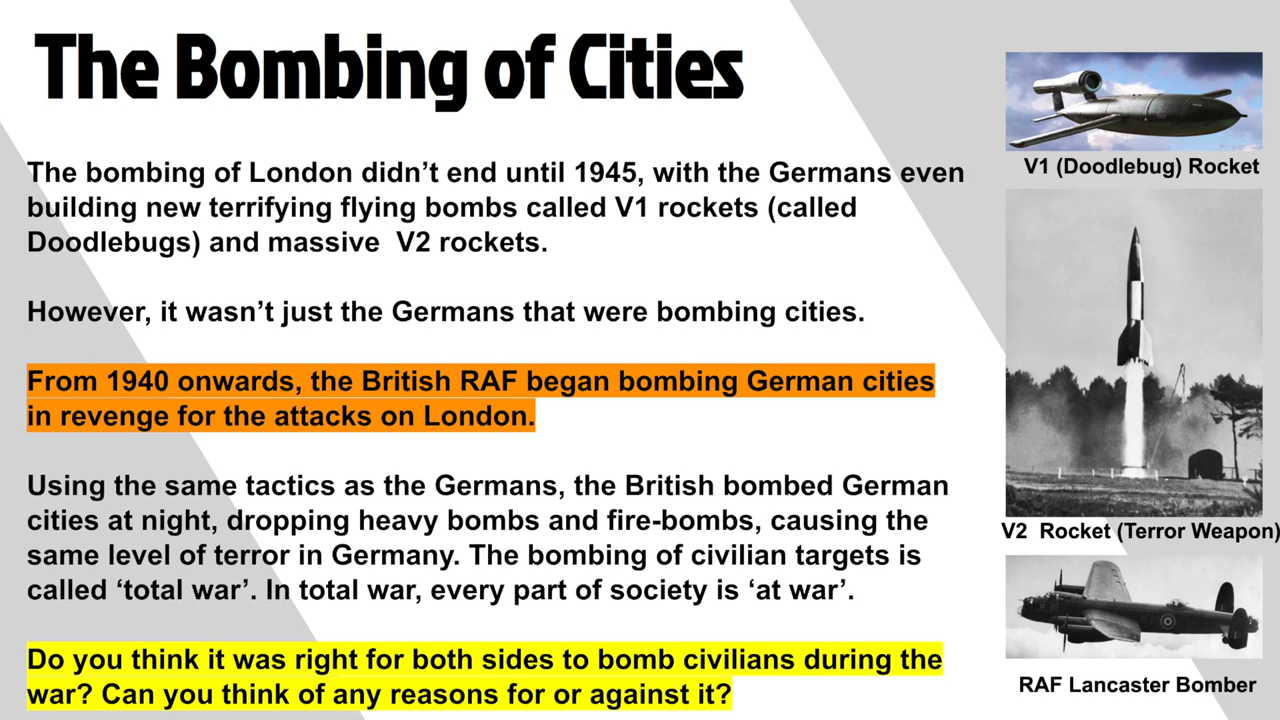 The Bombing of Cities
The bombing of London didn’t end until 1945, with the Germans even
building new terrifying flying bombs called V1 rockets (called
Doodlebugs) and massive  V2 rockets.
However, it wasn’t just the Germans that were bombing cities.
From 1940 onwards, the British RAF began bombing German cities
in revenge for the attacks on London.
Using the same tactics as the Germans, the British bombed German
cities at night, dropping heavy bombs and fire-bombs, causing the
same level of terror in Germany. The bombing of civilian targets is
called ‘total war’. In total war, every part of society is ‘at war’.
Do you think it was right for both sides to bomb civilians during the
war? Can you think of any reasons for or against it?
V1 (Doodlebug) Rocket
V2  Rocket (Terror Weapon)
RAF Lancaster Bomber